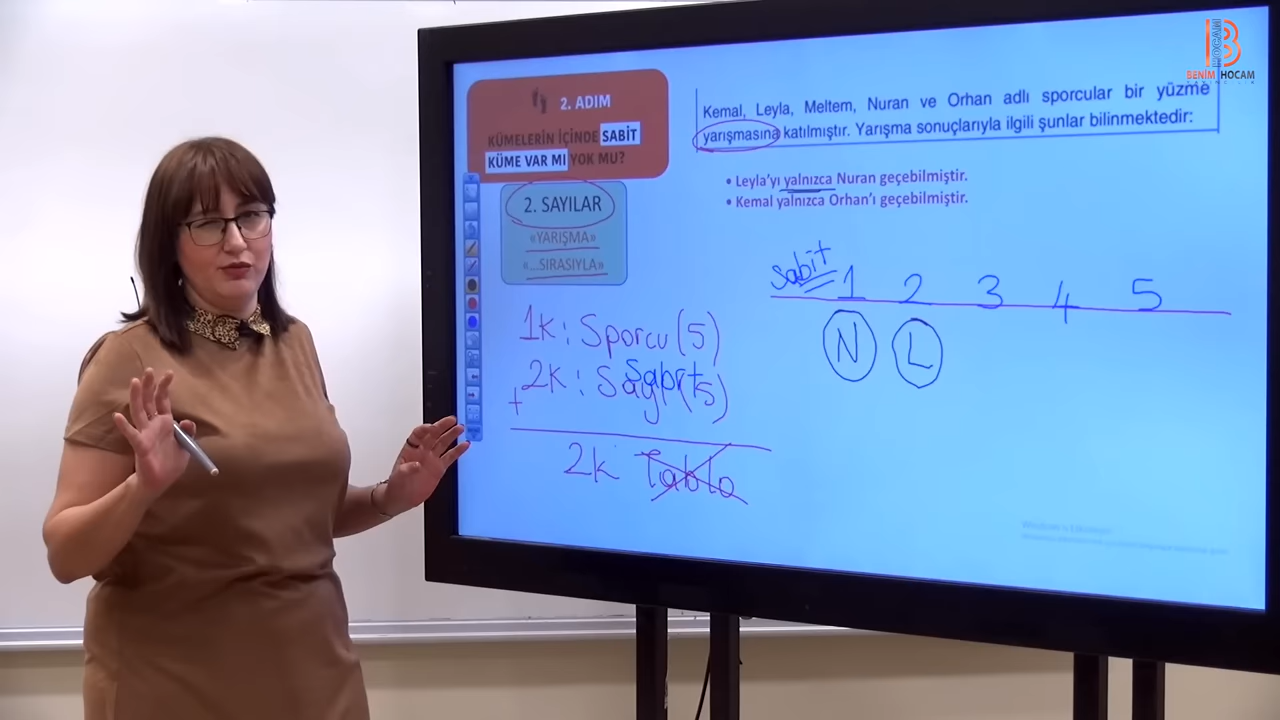 BENİM HOCAM
2. ADIM
KÜMELERİN İÇİNDE SABİT
KÜME VAR MI YOK MU?
2. SAYILAR
«YARIŞMA»
«...SIRASIYLA»
Kemal, Leyla, Meltem, Nuran ve Orhan adlı sporcular bir yüzme
yarışmasına katılmıştır. Yarışma sonuçlarıyla ilgili şunlar bilinmektedir:
• Leyla'yı yalnızca Nuran geçebilmiştir.
• Kemal yalnızca Orhan'ı geçebilmiştir.
Sabit 1 2 3 4 5
N L
1k: Sporcu (5)
2k: Sayı (5)
Sabit
+
2k Tablo